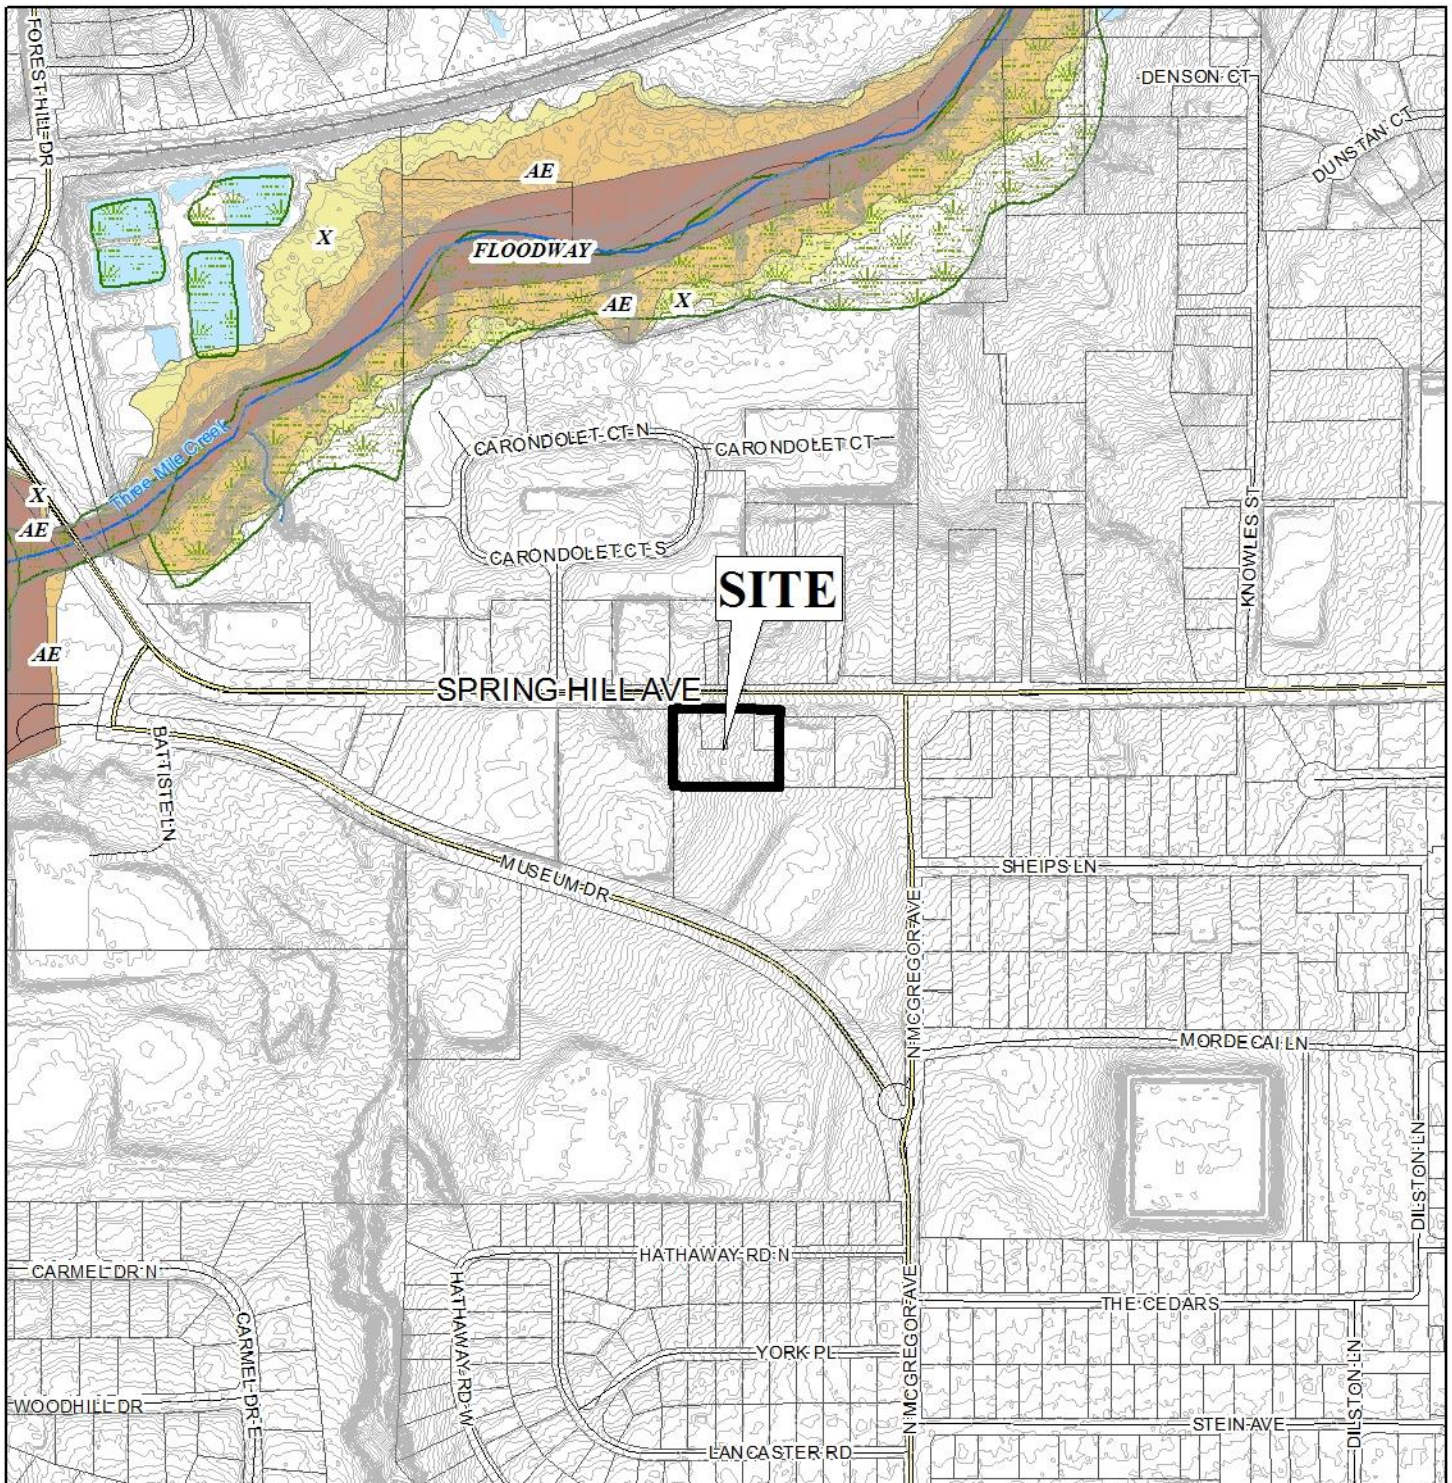 FOREST HILL DR
DENSON CT
DUNSTAN CT
AE
X
FLOODWAY
AE
X
Three Mile Creek
CARONDOLET CT N
CARONDOLET CT
X
AE
CARONDOLET CT S
KNOWLES ST
SITE
AE
SPRING HILL AVE
BATTISTE LN
MUSEUM DR
SHEIPS LN
N MCGREGOR AVE
MORDECAI LN
DILSTON LN
HATHAWAY RD N
CARMEL DR N
HATHAWAY RD W
N MCGREGOR AVE
THE CEDARS
CARMEL DR E
YORK PL
DILSTON LN
WOODHILL DR
STEIN AVE
LANCASTER RD